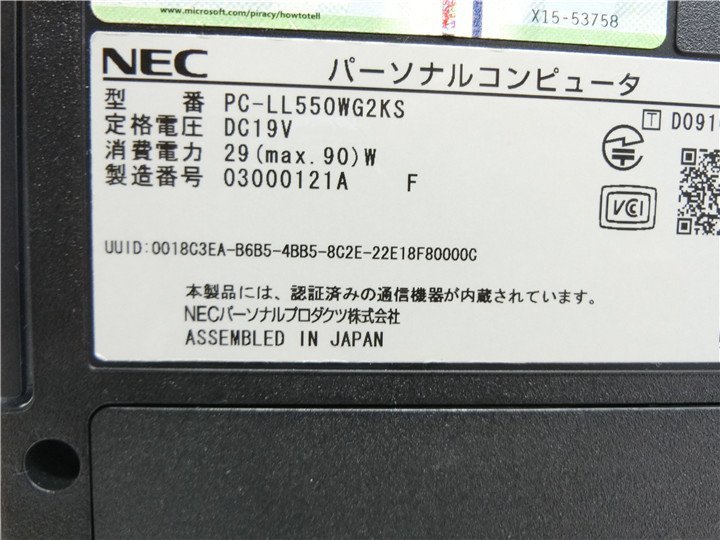 www.microsoft.com/piracy/howtotell
X15-53758
NEC パーソナルコンピュータ
型 番 PC-LL550WG2KS
定格電圧 DC19V
消費電力 29(max.90)W
製造番号 03000121A F
T D091
VCI
UUID:0018C3EA-B6B5-4BB5-8C2E-22E18F80000C
本製品には、認証済みの通信機器が内蔵されています。
NECパーソナルプロダクツ株式会社
ASSEMBLED IN JAPAN